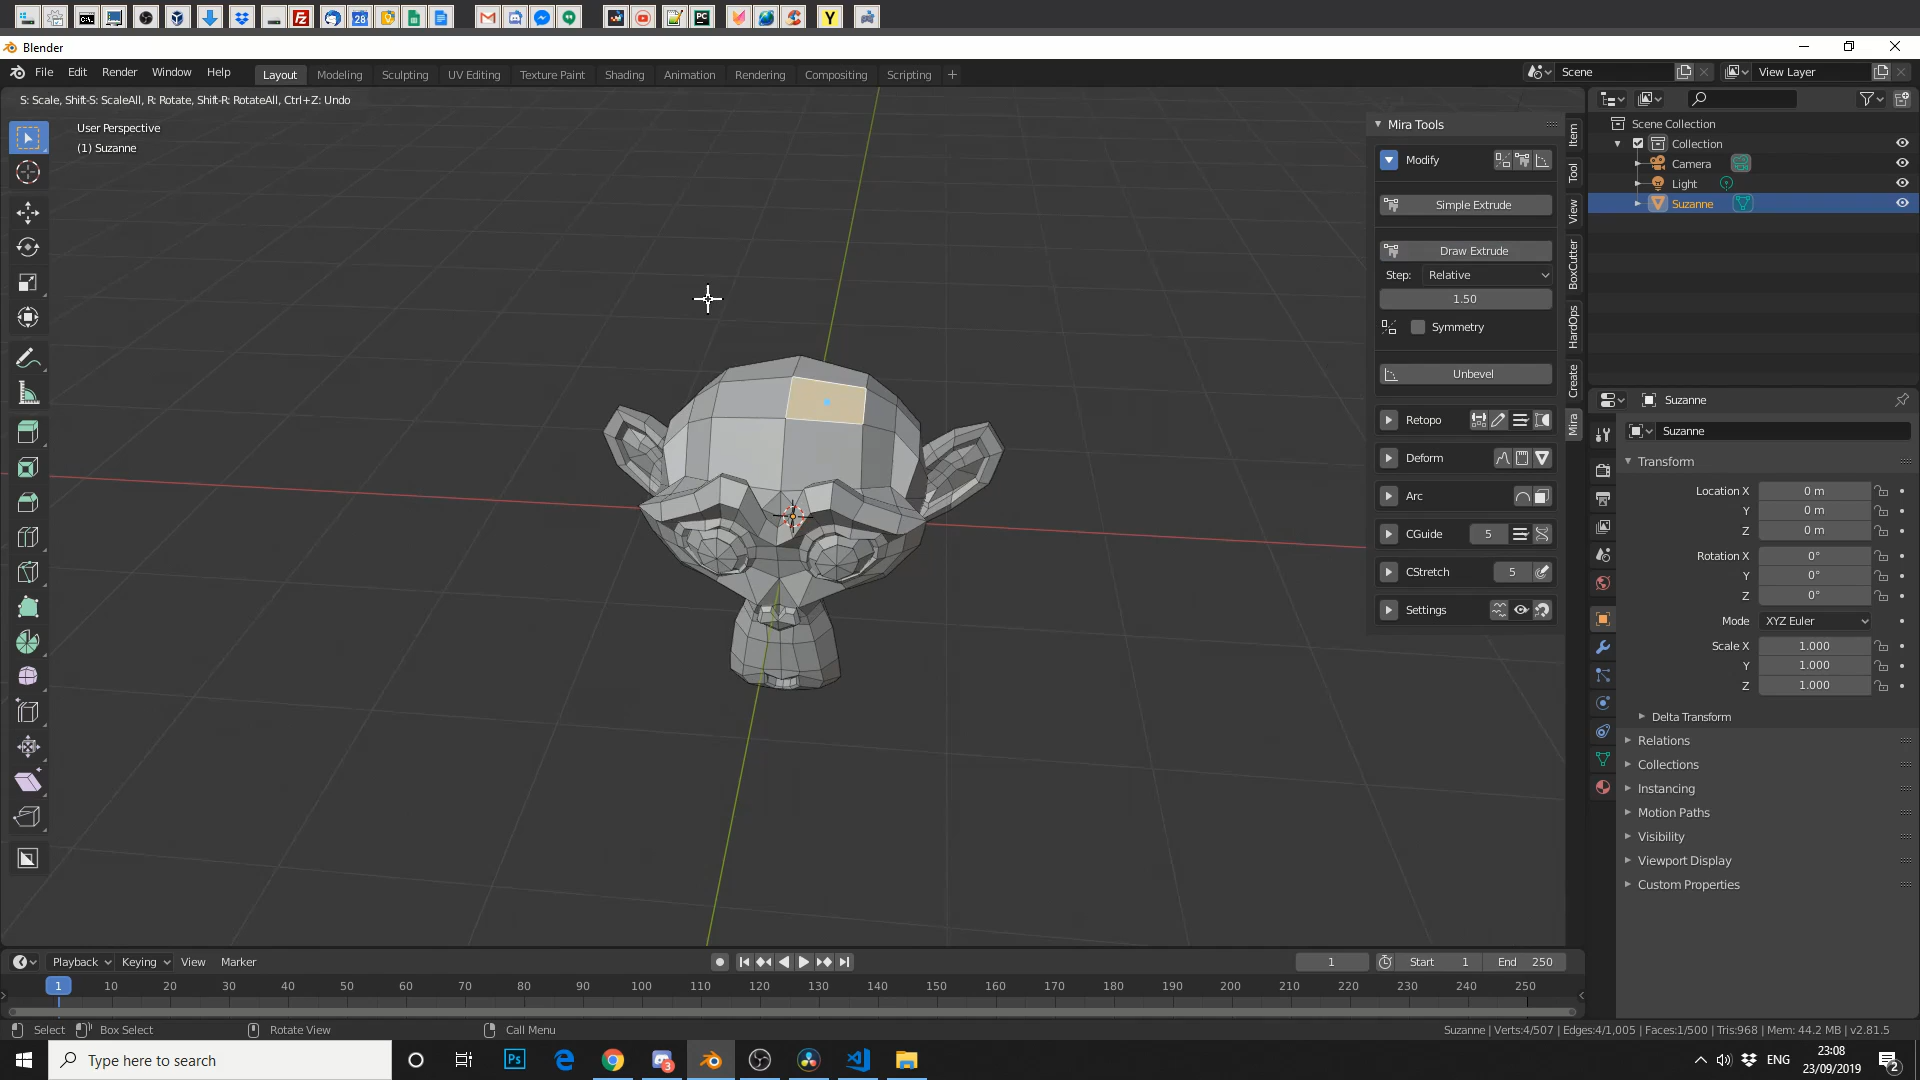 Blender
File Edit Render Window Help
Layout Modeling Sculpting UV Editing Texture Paint Shading Animation Rendering Compositing Scripting +
Scene
View Layer
S: Scale, Shift-S: ScaleAll, R: Rotate, Shift-R: RotateAll, Ctrl+Z: Undo
User Perspective
(1) Suzanne
Mira Tools
Modify
Simple Extrude
Draw Extrude
Step: Relative
1.50
Symmetry
Unbevel
Retopo
Deform
Arc
CGuide 5
CStretch 5
Settings
Item
Tool
View
BoxCutter
HardOps
Create
Mira
Scene Collection
Collection
Camera
Light
Suzanne
Suzanne
Suzanne
Transform
Location X 0 m
Y 0 m
Z 0 m
Rotation X 0°
Y 0°
Z 0°
Mode XYZ Euler
Scale X 1.000
Y 1.000
Z 1.000
Delta Transform
Relations
Collections
Instancing
Motion Paths
Visibility
Viewport Display
Custom Properties
Playback Keying View Marker
1 Start 1 End 250
1 10 20 30 40 50 60 70 80 90 100 110 120 130 140 150 160 170 180 190 200 210 220 230 240 250
Select Box Select Rotate View Call Menu
Suzanne | Verts:4/507 | Edges:4/1,005 | Faces:1/500 | Tris:968 | Mem: 44.2 MB | v2.81.5
Type here to search
Ps
3
ENG
23:08
23/09/2019
2